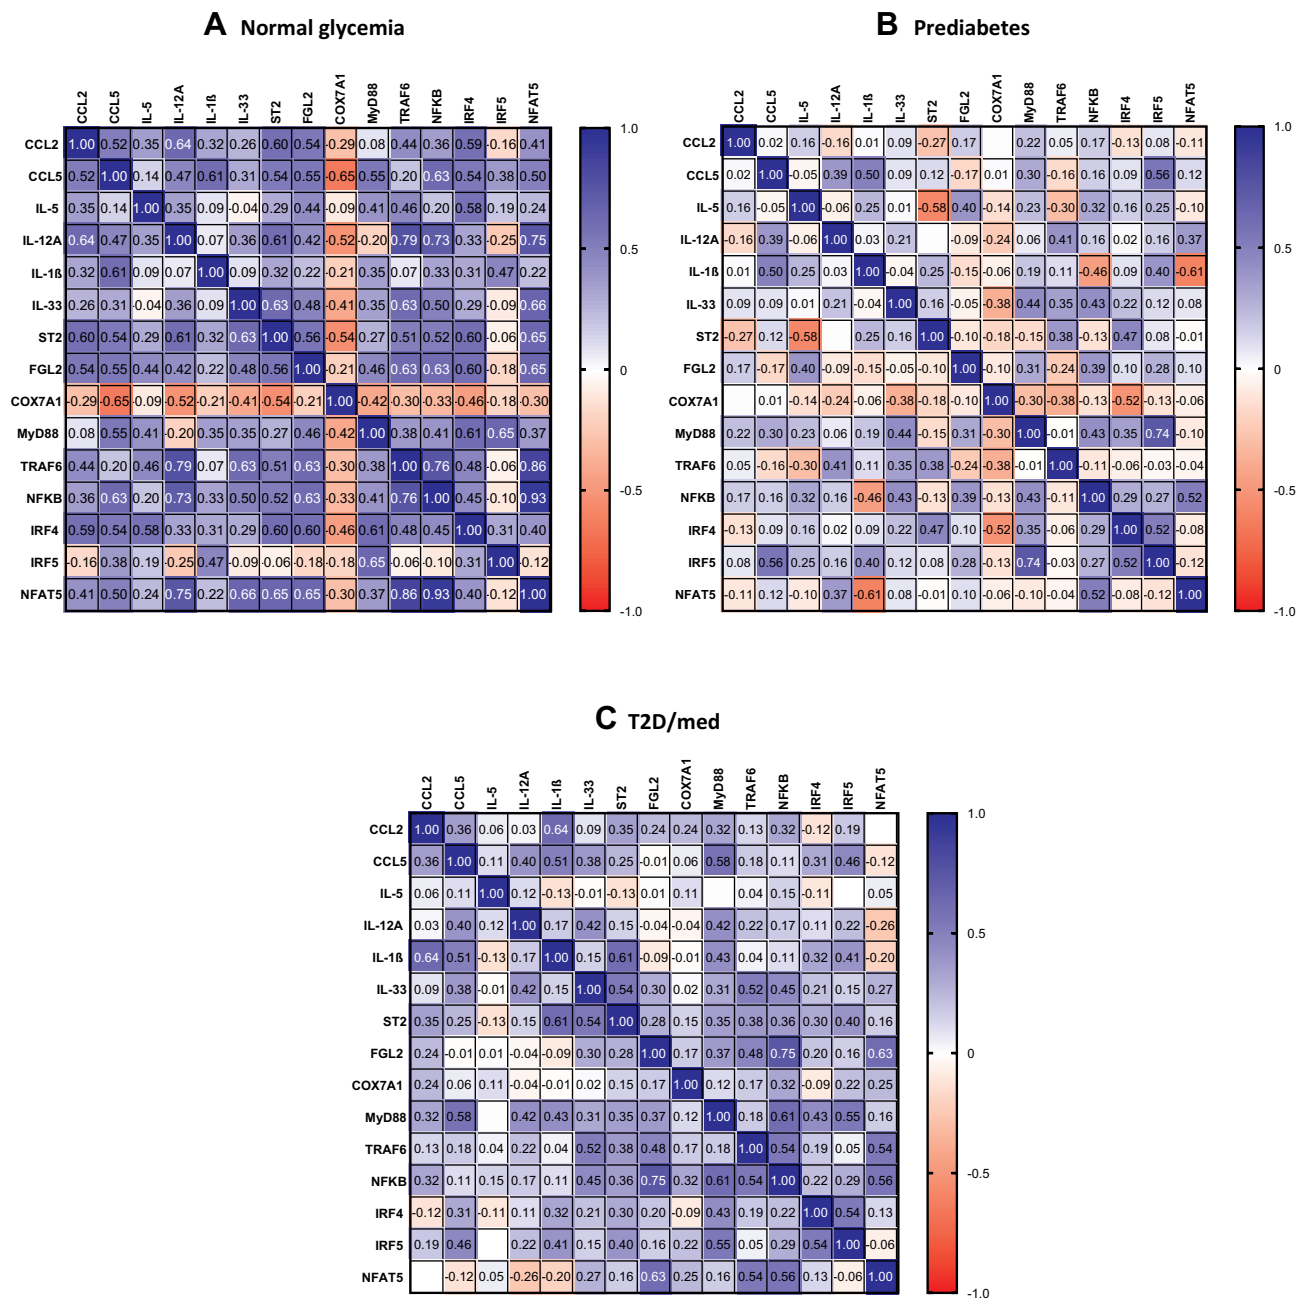 A Normal glycemia
CCL2 CCL5 IL-5 IL-12A IL-1ß IL-33 ST2 FGL2 COX7A1 MyD88 TRAF6 NFKB IRF4 IRF5 NFAT5
CCL2 1.00 0.52 0.35 0.64 0.32 0.26 0.60 0.54 -0.29 0.08 0.44 0.36 0.59 -0.16 0.41
CCL5 0.52 1.00 0.14 0.47 0.61 0.31 0.54 0.55 -0.65 0.55 0.20 0.63 0.54 0.38 0.50
IL-5 0.35 0.14 1.00 0.35 0.09 -0.04 0.29 0.44 -0.09 0.41 0.46 0.20 0.58 0.19 0.24
IL-12A 0.64 0.47 0.35 1.00 0.07 0.36 0.61 0.42 -0.52 -0.20 0.79 0.73 0.33 -0.25 0.75
IL-1ß 0.32 0.61 0.09 0.07 1.00 0.09 0.32 0.22 -0.21 0.35 0.07 0.33 0.31 0.47 0.22
IL-33 0.26 0.31 -0.04 0.36 0.09 1.00 0.63 0.48 -0.41 0.35 0.63 0.50 0.29 -0.09 0.66
ST2 0.60 0.54 0.29 0.61 0.32 0.63 1.00 0.56 -0.54 0.27 0.51 0.52 0.60 -0.06 0.65
FGL2 0.54 0.55 0.44 0.42 0.22 0.48 0.56 1.00 -0.21 0.46 0.63 0.63 0.60 -0.18 0.65
COX7A1 -0.29 -0.65 -0.09 -0.52 -0.21 -0.41 -0.54 -0.21 1.00 -0.42 -0.30 -0.33 -0.46 -0.18 -0.30
MyD88 0.08 0.55 0.41 -0.20 0.35 0.35 0.27 0.46 -0.42 1.00 0.38 0.41 0.61 0.65 0.37
TRAF6 0.44 0.20 0.46 0.79 0.07 0.63 0.51 0.63 -0.30 0.38 1.00 0.76 0.48 -0.06 0.86
NFKB 0.36 0.63 0.20 0.73 0.33 0.50 0.52 0.63 -0.33 0.41 0.76 1.00 0.45 -0.10 0.93
IRF4 0.59 0.54 0.58 0.33 0.31 0.29 0.60 0.60 -0.46 0.61 0.48 0.45 1.00 0.31 0.40
IRF5 -0.16 0.38 0.19 -0.25 0.47 -0.09 -0.06 -0.18 -0.18 0.65 -0.06 -0.10 0.31 1.00 -0.12
NFAT5 0.41 0.50 0.24 0.75 0.22 0.66 0.65 0.65 -0.30 0.37 0.86 0.93 0.40 -0.12 1.00
1.0
0.5
0
-0.5
-1.0
B Prediabetes
CCL2 CCL5 IL-5 IL-12A IL-1ß IL-33 ST2 FGL2 COX7A1 MyD88 TRAF6 NFKB IRF4 IRF5 NFAT5
CCL2 1.00 0.02 0.16 -0.16 0.01 0.09 -0.27 0.17 0.22 0.05 0.17 -0.13 0.08 -0.11
CCL5 0.02 1.00 -0.05 0.39 0.50 0.09 0.12 -0.17 0.01 0.30 -0.16 0.16 0.09 0.56 0.12
IL-5 0.16 -0.05 1.00 -0.06 0.25 0.01 -0.58 0.40 -0.14 0.23 -0.30 0.32 0.16 0.25 -0.10
IL-12A -0.16 0.39 -0.06 1.00 0.03 0.21 -0.09 -0.24 0.06 0.41 0.16 0.02 0.16 0.37
IL-1ß 0.01 0.50 0.25 0.03 1.00 -0.04 0.25 -0.15 -0.06 0.19 0.11 -0.46 0.09 0.40 -0.61
IL-33 0.09 0.09 0.01 0.21 -0.04 1.00 0.16 -0.05 -0.38 0.44 0.35 0.43 0.22 0.12 0.08
ST2 -0.27 0.12 -0.58 0.25 0.16 1.00 -0.10 -0.18 -0.15 0.38 -0.13 0.47 0.08 -0.01
FGL2 0.17 -0.17 0.40 -0.09 -0.15 -0.05 -0.10 1.00 -0.10 0.31 -0.24 0.39 0.10 0.28 0.10
COX7A1 0.01 -0.14 -0.24 -0.06 -0.38 -0.18 -0.10 1.00 -0.30 -0.38 -0.13 -0.52 -0.13 -0.06
MyD88 0.22 0.30 0.23 0.06 0.19 0.44 -0.15 0.31 -0.30 1.00 -0.01 0.43 0.35 0.74 -0.10
TRAF6 0.05 -0.16 -0.30 0.41 0.11 0.35 0.38 -0.24 -0.38 -0.01 1.00 -0.11 -0.06 -0.03 -0.04
NFKB 0.17 0.16 0.32 0.16 -0.46 0.43 -0.13 0.39 -0.13 0.43 -0.11 1.00 0.29 0.27 0.52
IRF4 -0.13 0.09 0.16 0.02 0.09 0.22 0.47 0.10 -0.52 0.35 -0.06 0.29 1.00 0.52 -0.08
IRF5 0.08 0.56 0.25 0.16 0.40 0.12 0.08 0.28 -0.13 0.74 -0.03 0.27 0.52 1.00 -0.12
NFAT5 -0.11 0.12 -0.10 0.37 -0.61 0.08 -0.01 0.10 -0.06 -0.10 -0.04 0.52 -0.08 -0.12 1.00
1.0
0.5
0
-0.5
-1.0
C T2D/med
CCL2 CCL5 IL-5 IL-12A IL-1ß IL-33 ST2 FGL2 COX7A1 MyD88 TRAF6 NFKB IRF4 IRF5 NFAT5
CCL2 1.00 0.36 0.06 0.03 0.64 0.09 0.35 0.24 0.24 0.32 0.13 0.32 -0.12 0.19
CCL5 0.36 1.00 0.11 0.40 0.51 0.38 0.25 -0.01 0.06 0.58 0.18 0.11 0.31 0.46 -0.12
IL-5 0.06 0.11 1.00 0.12 -0.13 -0.01 -0.13 0.01 0.11 0.04 0.15 -0.11 0.05
IL-12A 0.03 0.40 0.12 1.00 0.17 0.42 0.15 -0.04 -0.04 0.42 0.22 0.17 0.11 0.22 -0.26
IL-1ß 0.64 0.51 -0.13 0.17 1.00 0.15 0.61 -0.09 -0.01 0.43 0.04 0.11 0.32 0.41 -0.20
IL-33 0.09 0.38 -0.01 0.42 0.15 1.00 0.54 0.30 0.02 0.31 0.52 0.45 0.21 0.15 0.27
ST2 0.35 0.25 -0.13 0.15 0.61 0.54 1.00 0.28 0.15 0.35 0.38 0.36 0.30 0.40 0.16
FGL2 0.24 -0.01 0.01 -0.04 -0.09 0.30 0.28 1.00 0.17 0.37 0.48 0.75 0.20 0.16 0.63
COX7A1 0.24 0.06 0.11 -0.04 -0.01 0.02 0.15 0.17 1.00 0.12 0.17 0.32 -0.09 0.22 0.25
MyD88 0.32 0.58 0.42 0.43 0.31 0.35 0.37 0.12 1.00 0.18 0.61 0.43 0.55 0.16
TRAF6 0.13 0.18 0.04 0.22 0.04 0.52 0.38 0.48 0.17 0.18 1.00 0.54 0.19 0.05 0.54
NFKB 0.32 0.11 0.15 0.17 0.11 0.45 0.36 0.75 0.32 0.61 0.54 1.00 0.22 0.29 0.56
IRF4 -0.12 0.31 -0.11 0.11 0.32 0.21 0.30 0.20 -0.09 0.43 0.19 0.22 1.00 0.54 0.13
IRF5 0.19 0.46 0.22 0.41 0.15 0.40 0.16 0.22 0.55 0.05 0.29 0.54 1.00 -0.06
NFAT5 -0.12 0.05 -0.26 -0.20 0.27 0.16 0.63 0.25 0.16 0.54 0.56 0.13 -0.06 1.00
1.0
0.5
0
-0.5
-1.0